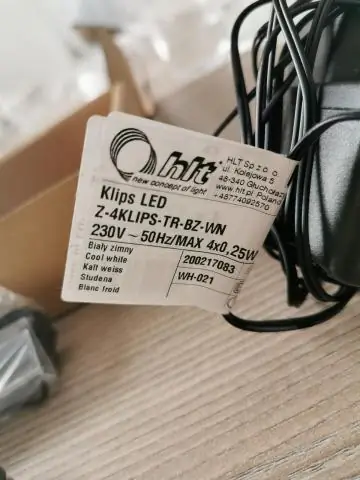 hlt
new concept of light
HLT Sp. z o. o.
ul. Kolejowa 5
48-340 Głuchołazy
www.hlt.pl, Poland
+48774092570
Klips LED
Z-4KLIPS-TR-BZ-WN
230V ~ 50Hz/MAX 4x0,25W
Biały zimny
Cool white
Kalt weiss
Studena
Blanc froid
200217083
WH-021